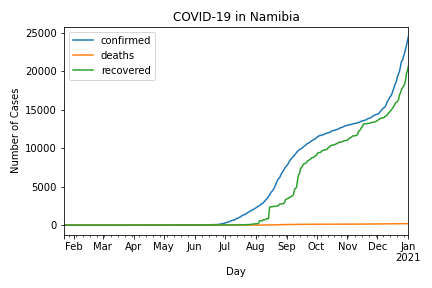 COVID-19 in Namibia
confirmed
deaths
recovered
Number of Cases
25000
20000
15000
10000
5000
0
Feb Mar Apr May Jun Jul Aug Sep Oct Nov Dec Jan
2021
Day